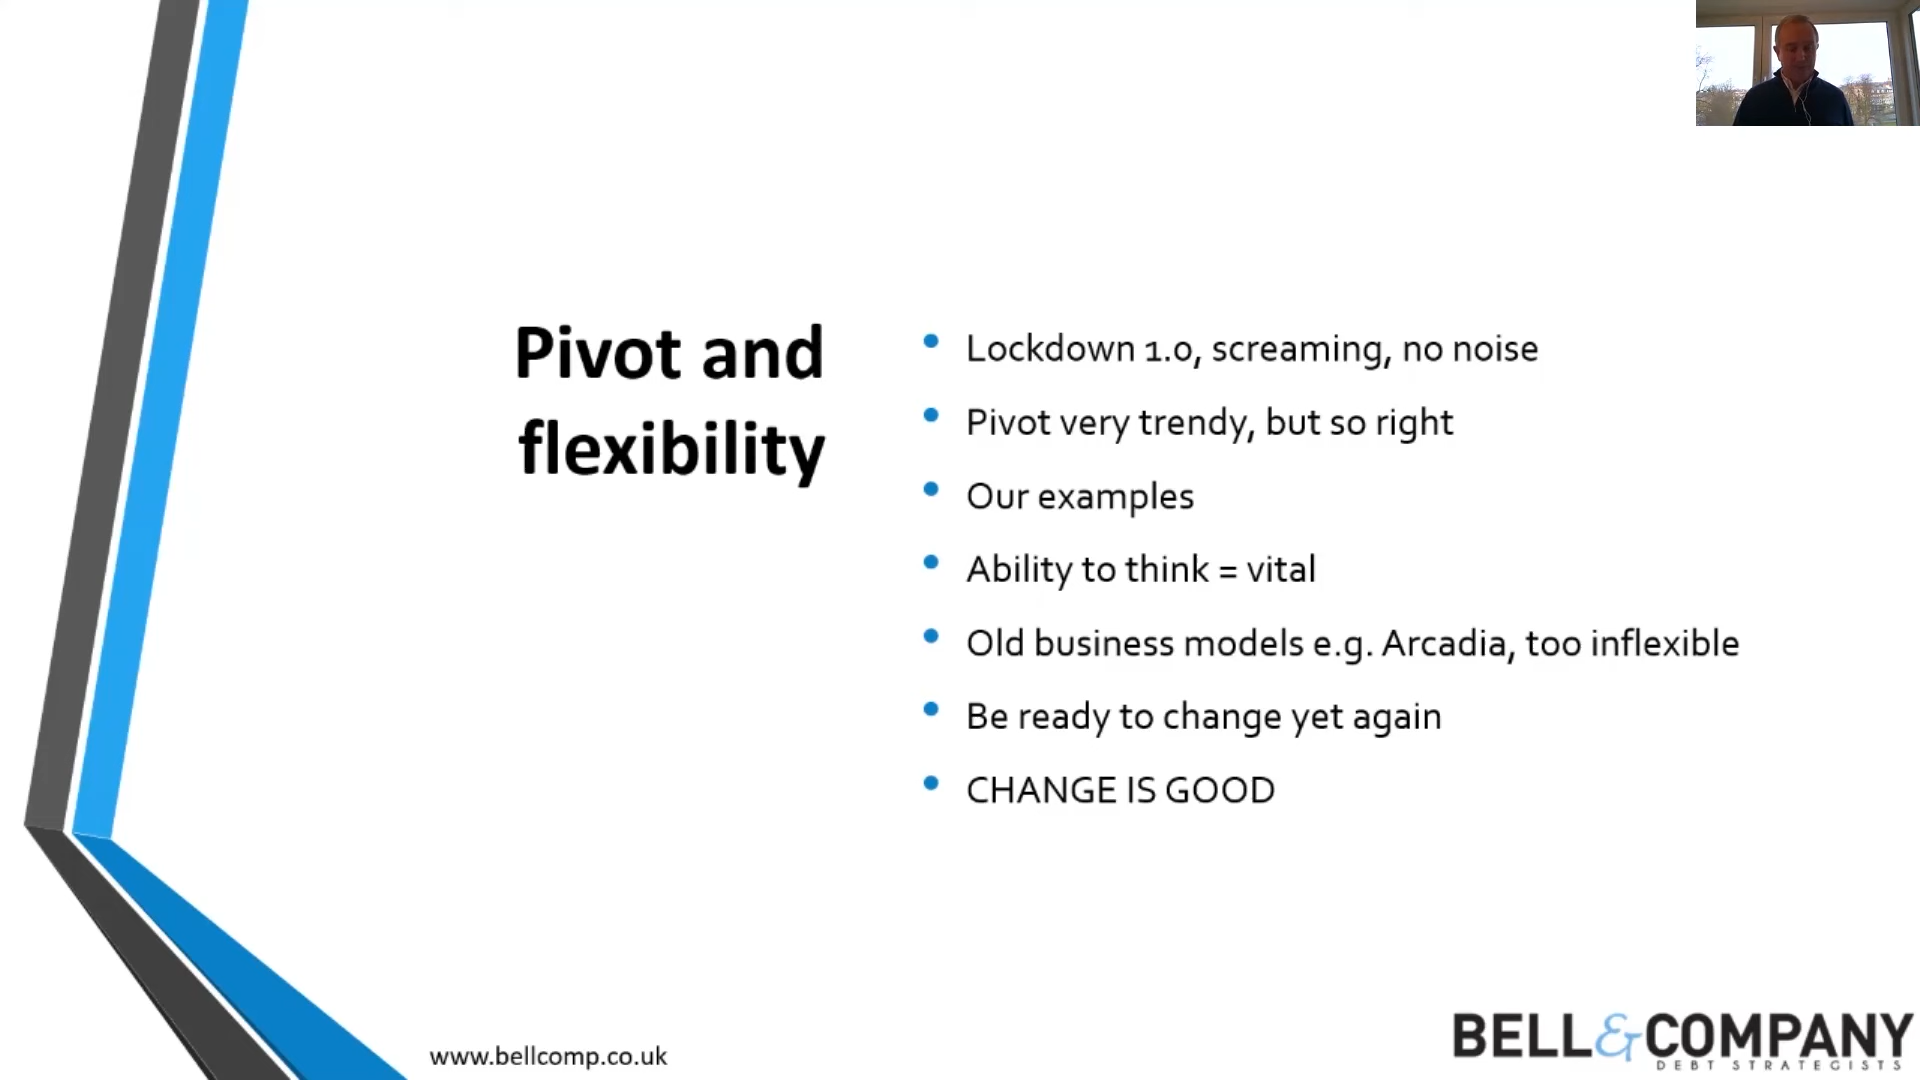 Pivot and
flexibility
Lockdown 1.0, screaming, no noise
Pivot very trendy, but so right
Our examples
Ability to think = vital
Old business models e.g. Arcadia, too inflexible
Be ready to change yet again
CHANGE IS GOOD
www.bellcomp.co.uk
BELL&COMPANY
DEBT STRATEGISTS